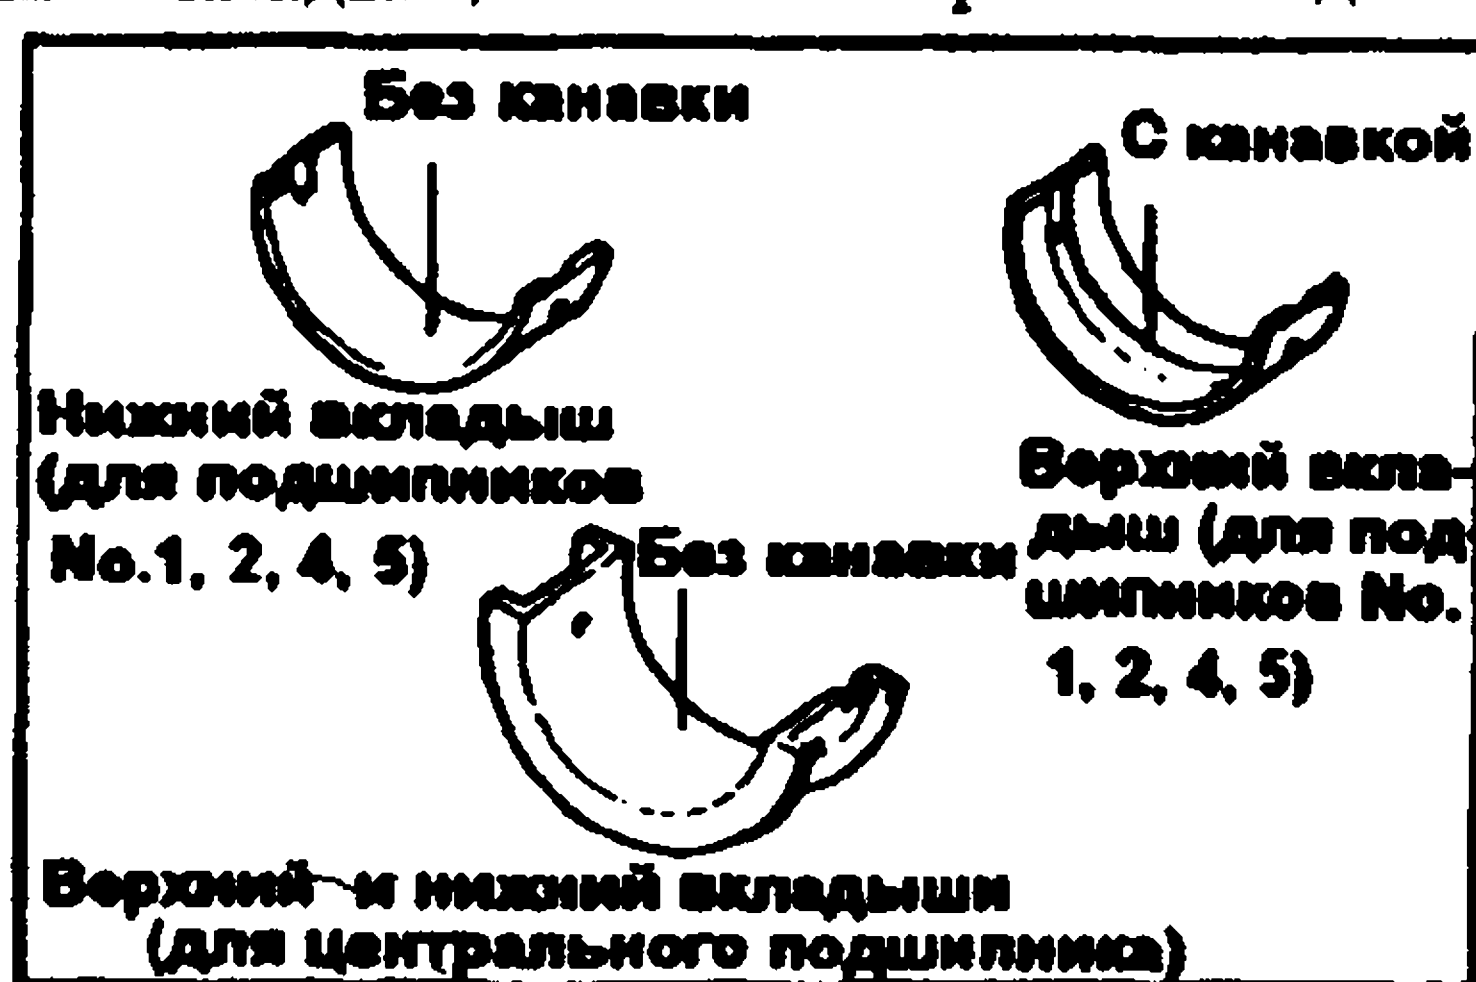 Без канавки
С канавкой
Нижний вкладыш
(для подшипников
No.1, 2, 4, 5)
Верхний вкла-
дыш (для под-
шипников No.
1, 2, 4, 5)
Без канавки
Верхний и нижний вкладыши
(для центрального подшипника)